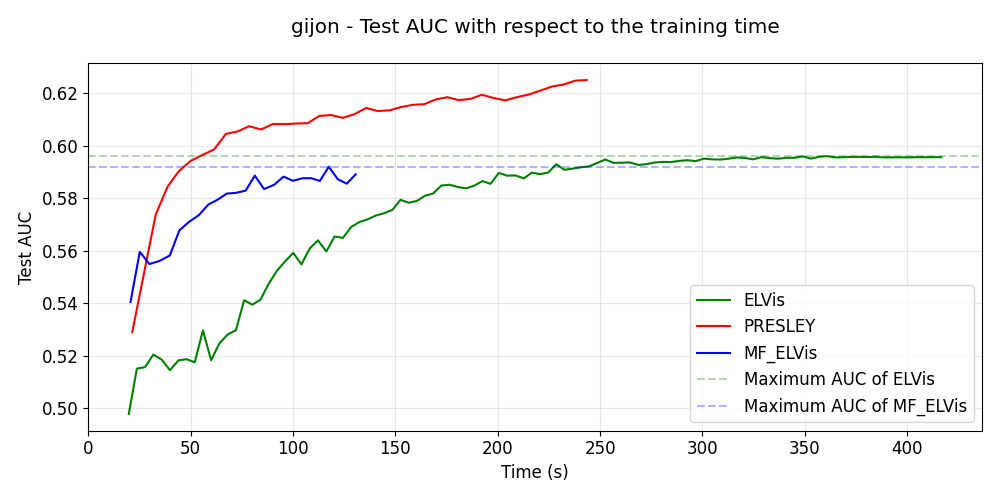 gijon - Test AUC with respect to the training time
0.62
0.60
0.58
0.56
0.54
0.52
0.50
Test AUC
ELVis
PRESLEY
MF_ELVis
Maximum AUC of ELVis
Maximum AUC of MF_ELVis
0 50 100 150 200 250 300 350 400
Time (s)